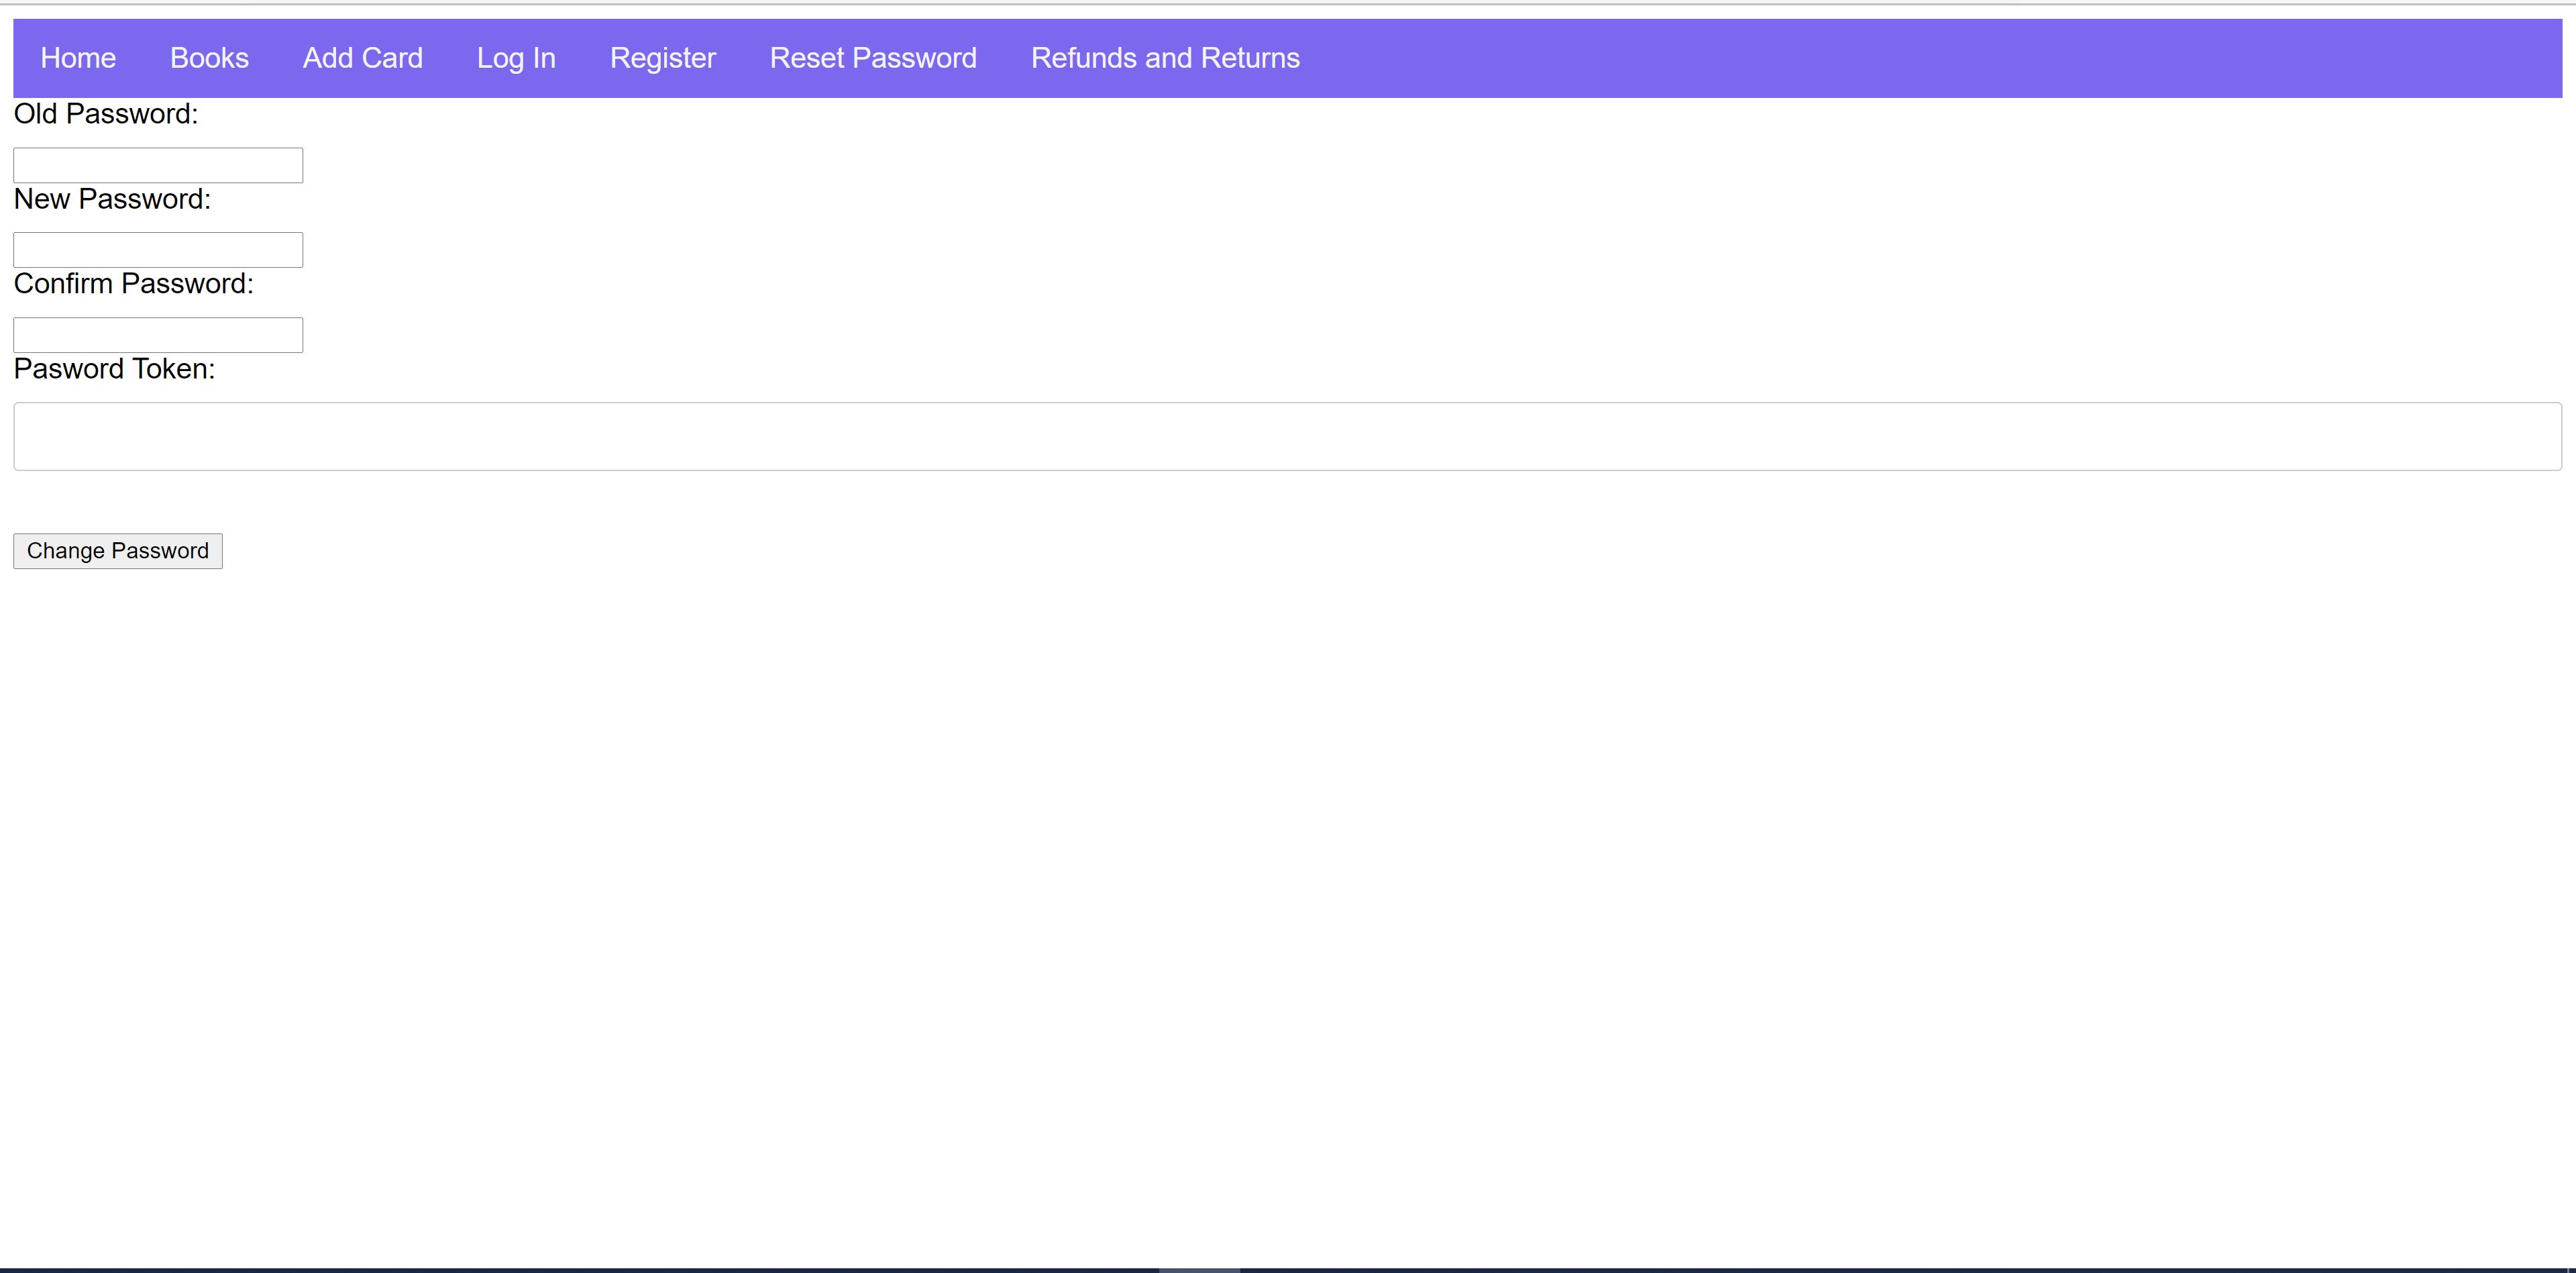 Home Books Add Card Log In Register Reset Password Refunds and Returns
Old Password:
New Password:
Confirm Password:
Pasword Token:
Change Password